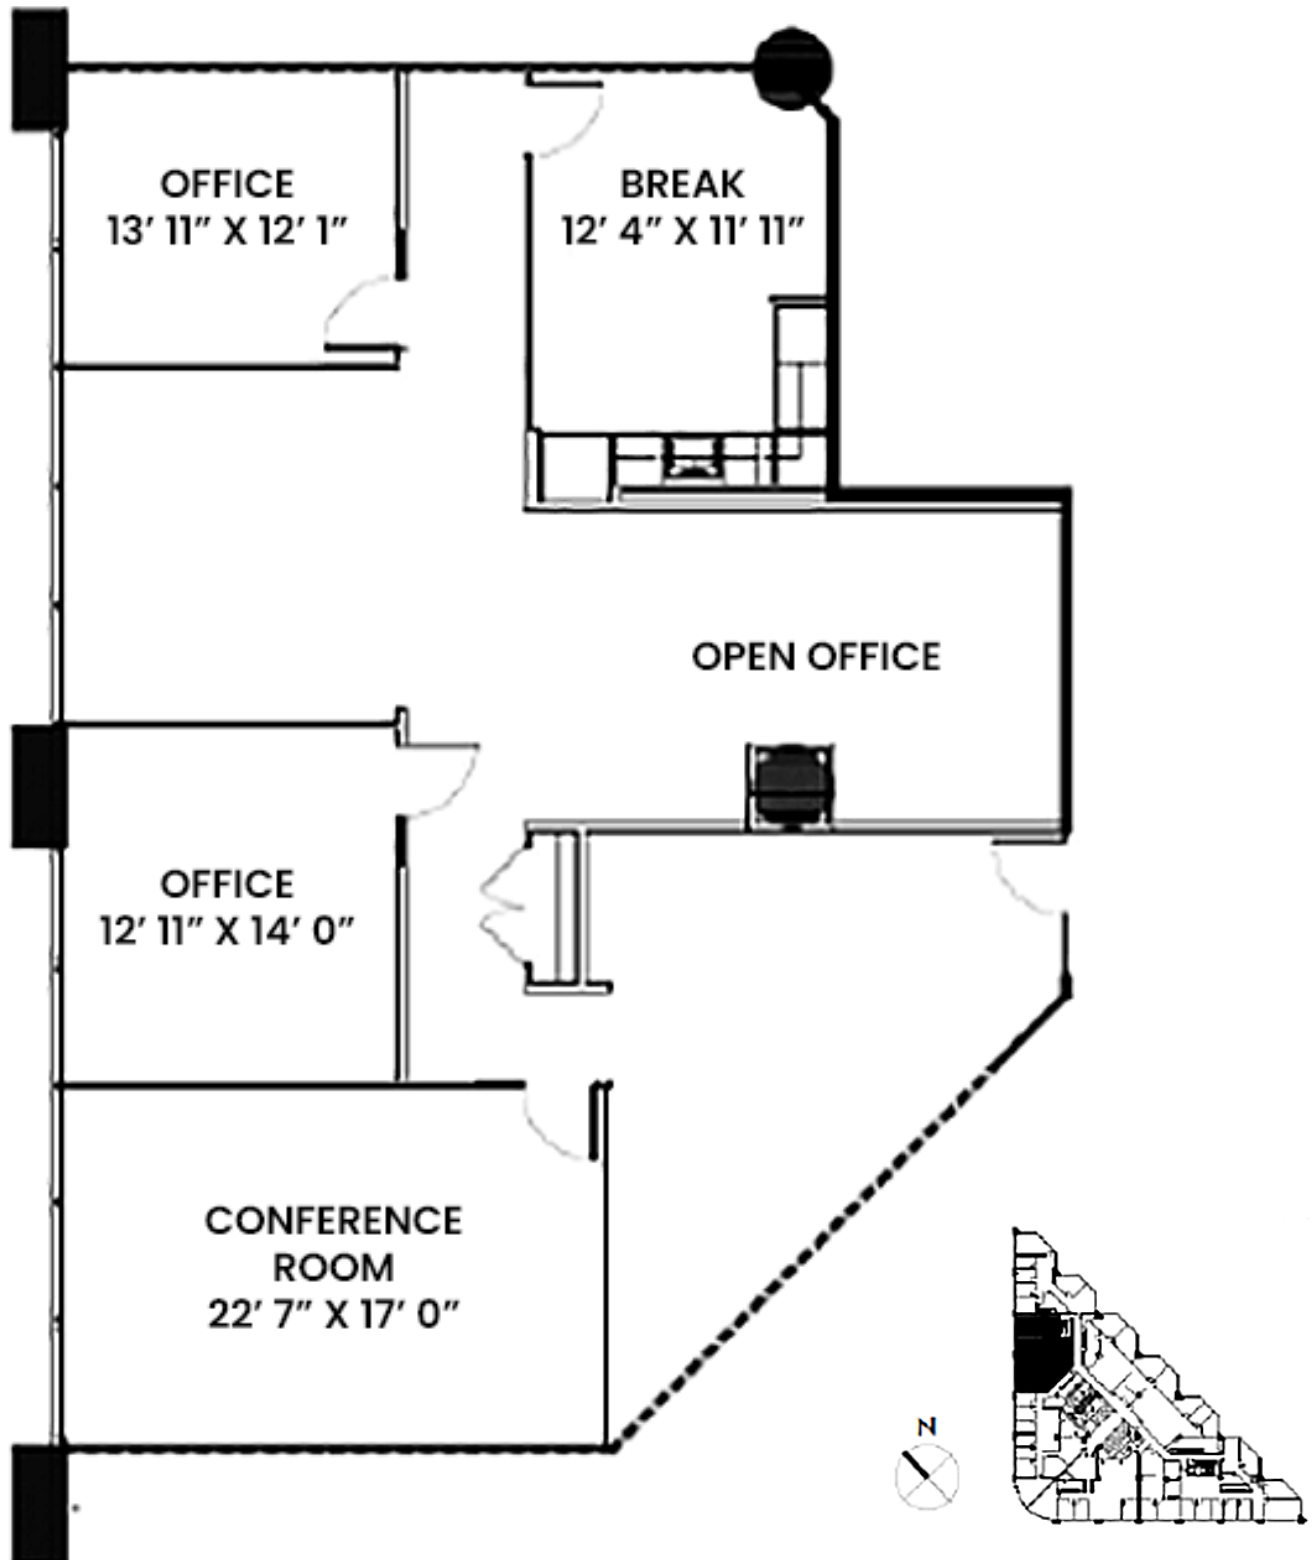 OFFICE
13’ 11” X 12’ 1”
BREAK
12’ 4” X 11’ 11”
OPEN OFFICE
OFFICE
12’ 11” X 14’ 0”
CONFERENCE
ROOM
22’ 7” X 17’ 0”
N